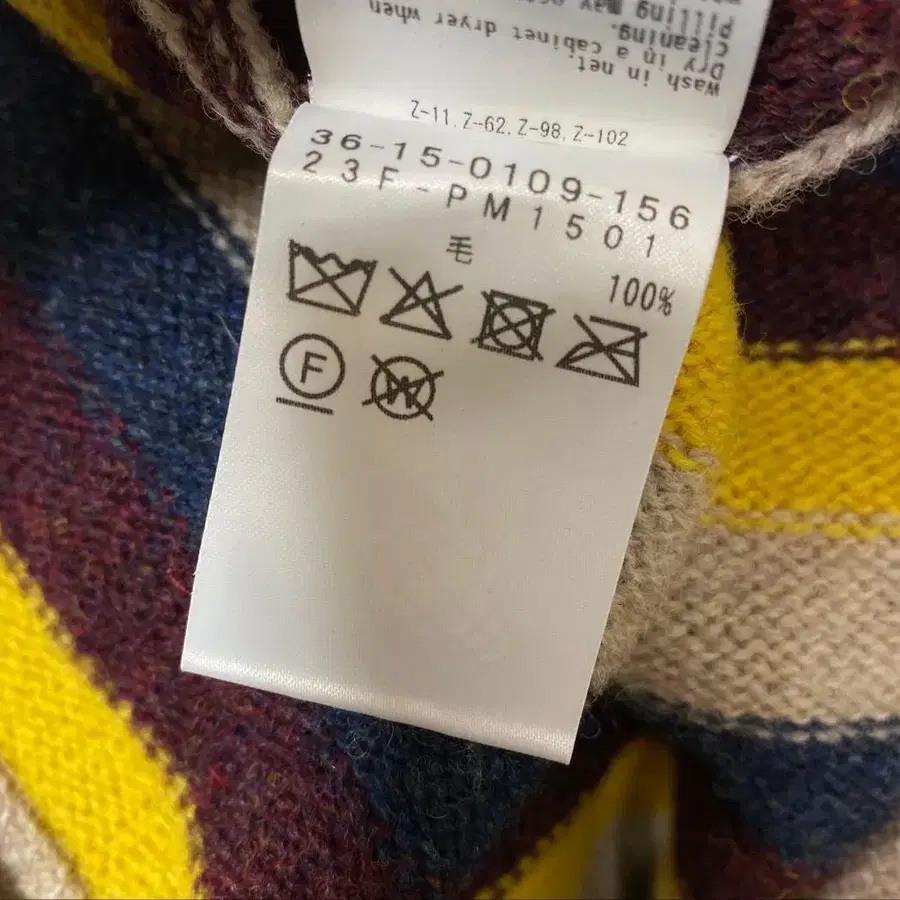 Wash in net.
Dry in a cabinet dryer when
cleaning.
Pilling may
Z-11, Z-62, Z-98, Z-102
36-15-0109-156
23F-PM1501
毛
100%
F
W